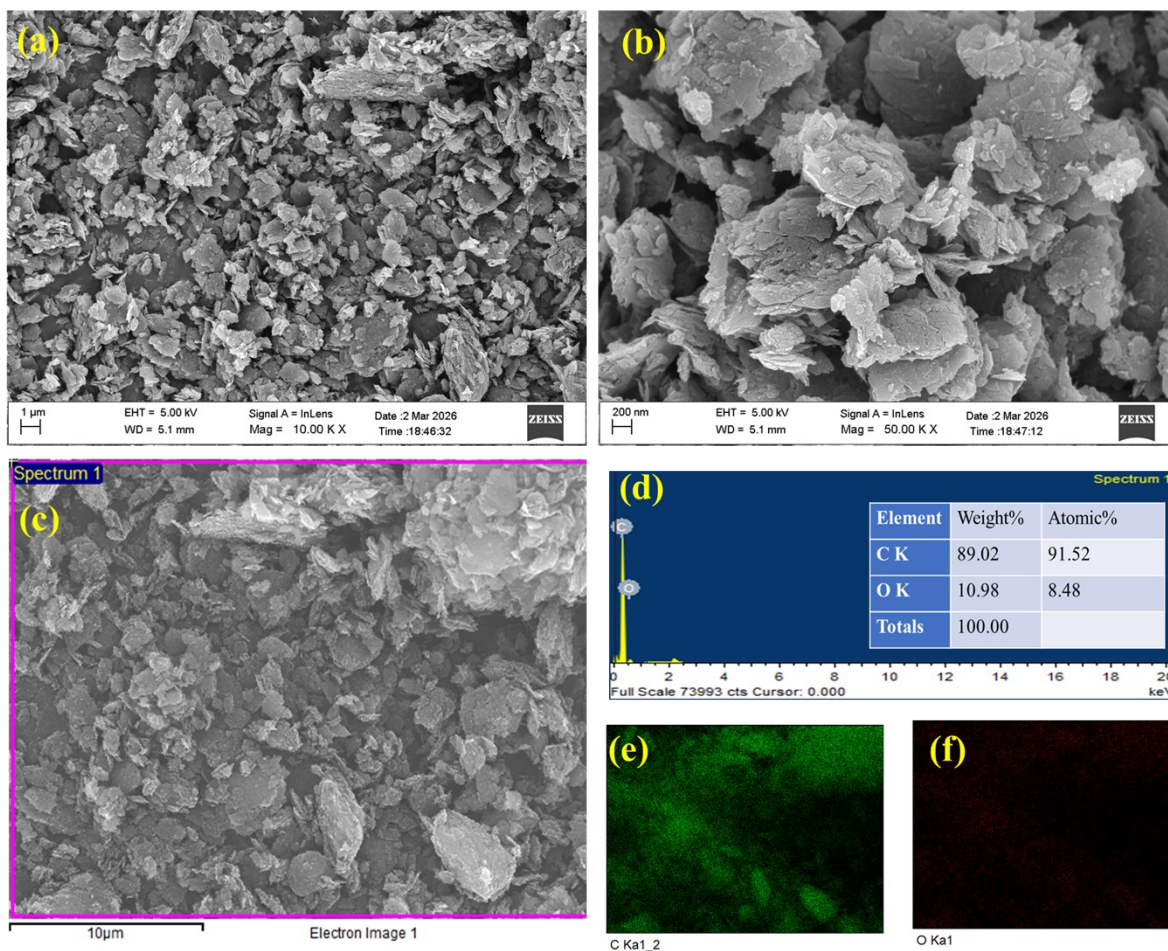 (a)
1 µm
EHT = 5.00 kV
Signal A = InLens
Date :2 Mar 2026
WD = 5.1 mm
Mag = 10.00 K X
Time :18:46:32
ZEISS
(b)
200 nm
EHT = 5.00 kV
Signal A = InLens
Date :2 Mar 2026
WD = 5.1 mm
Mag = 50.00 K X
Time :18:47:12
ZEISS
Spectrum 1
(c)
10µm
Electron Image 1
(d)
Spectrum 1
C
O
Element Weight% Atomic%
C K 89.02 91.52
O K 10.98 8.48
Totals 100.00
0 2 4 6 8 10 12 14 16 18 20
Full Scale 73993 cts Cursor: 0.000
keV
(e)
C Ka1_2
(f)
O Ka1